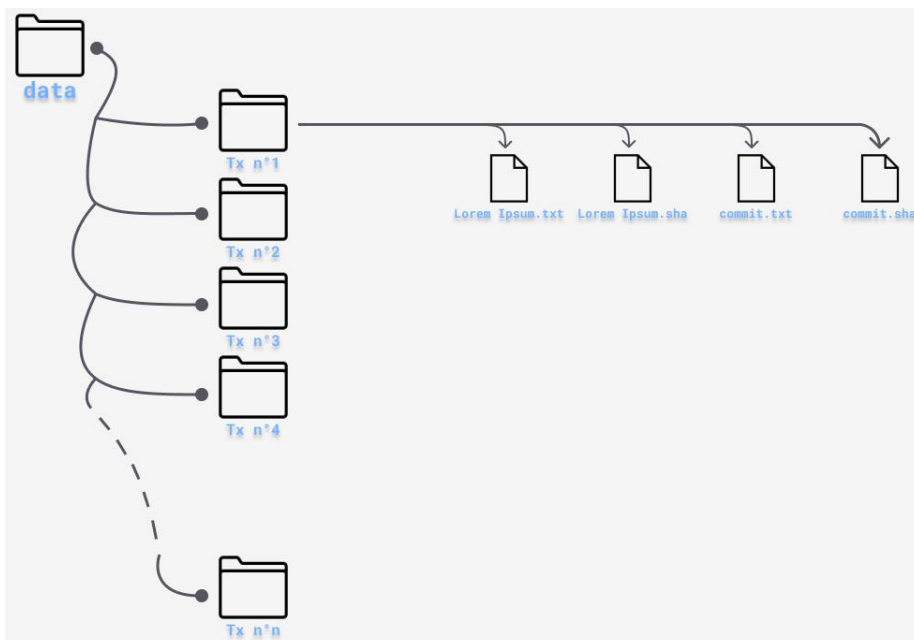 data
Tx n°1
Lorem Ipsum.txt
Lorem Ipsum.sha
commit.txt
commit.sha
Tx n°2
Tx n°3
Tx n°4
Tx n°n